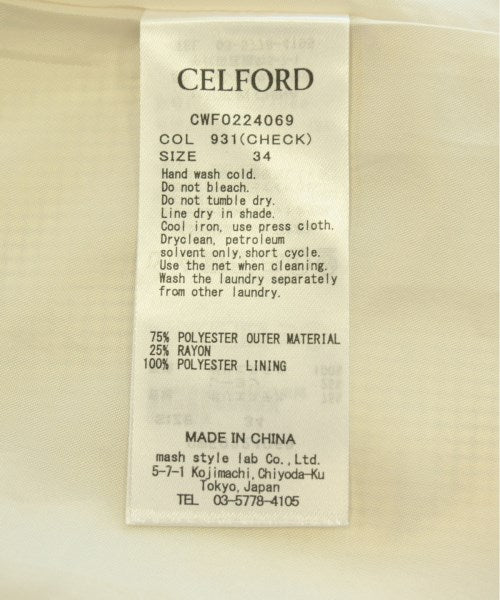 CELFORD
CWF0224069
COL 931(CHECK)
SIZE 34
Hand wash cold.
Do not bleach.
Do not tumble dry.
Line dry in shade.
Cool iron, use press cloth.
Dryclean, petroleum
solvent only, short cycle.
Use the net when cleaning.
Wash the laundry separately
from other laundry.
75% POLYESTER OUTER MATERIAL
25% RAYON
100% POLYESTER LINING
MADE IN CHINA
mash style lab Co., Ltd.
5-7-1 Kojimachi, Chiyoda-Ku
Tokyo, Japan
TEL 03-5778-4105